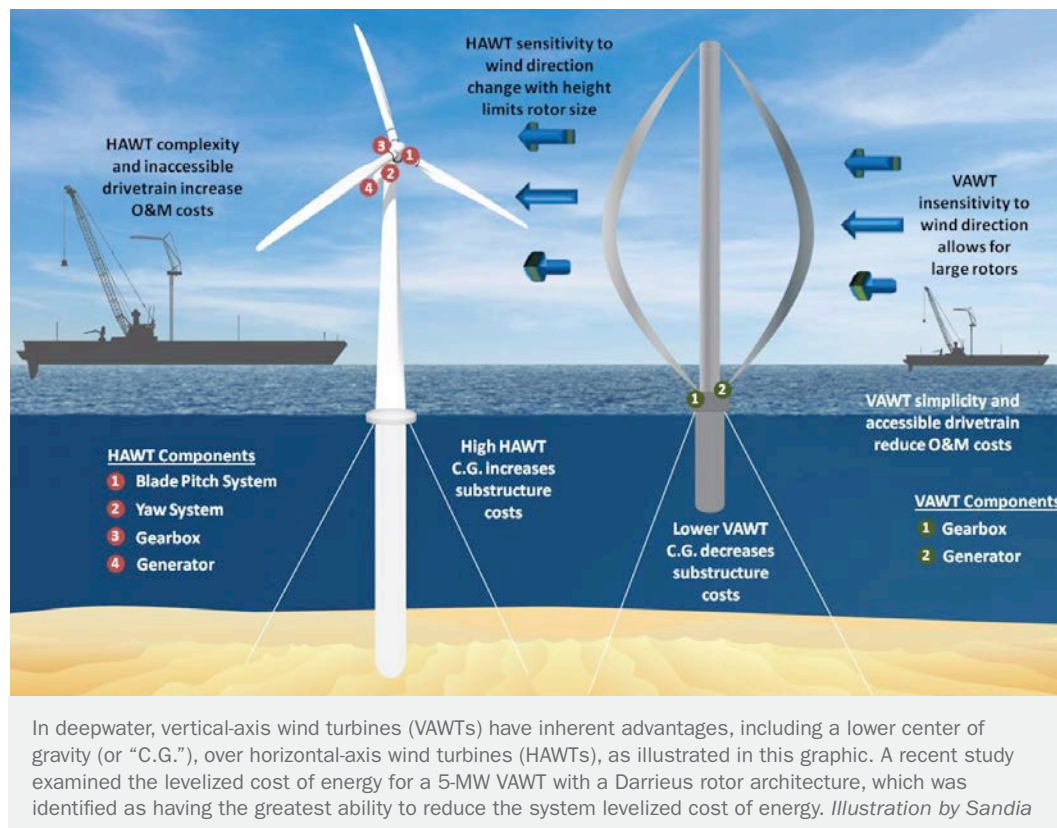 HAWT sensitivity to
wind direction
change with height
limits rotor size
HAWT complexity
and inaccessible
drivetrain increase
O&M costs
VAWT
insensitivity to
wind direction
allows for
large rotors
3
1
2
4
1
2
VAWT simplicity and
accessible drivetrain
reduce O&M costs
HAWT Components
1 Blade Pitch System
2 Yaw System
3 Gearbox
4 Generator
High HAWT
C.G. increases
substructure
costs
Lower VAWT
C.G. decreases
substructure
costs
VAWT Components
1 Gearbox
2 Generator
In deepwater, vertical-axis wind turbines (VAWTs) have inherent advantages, including a lower center of
gravity (or “C.G.”), over horizontal-axis wind turbines (HAWTs), as illustrated in this graphic. A recent study
examined the levelized cost of energy for a 5-MW VAWT with a Darrieus rotor architecture, which was
identified as having the greatest ability to reduce the system levelized cost of energy. Illustration by Sandia